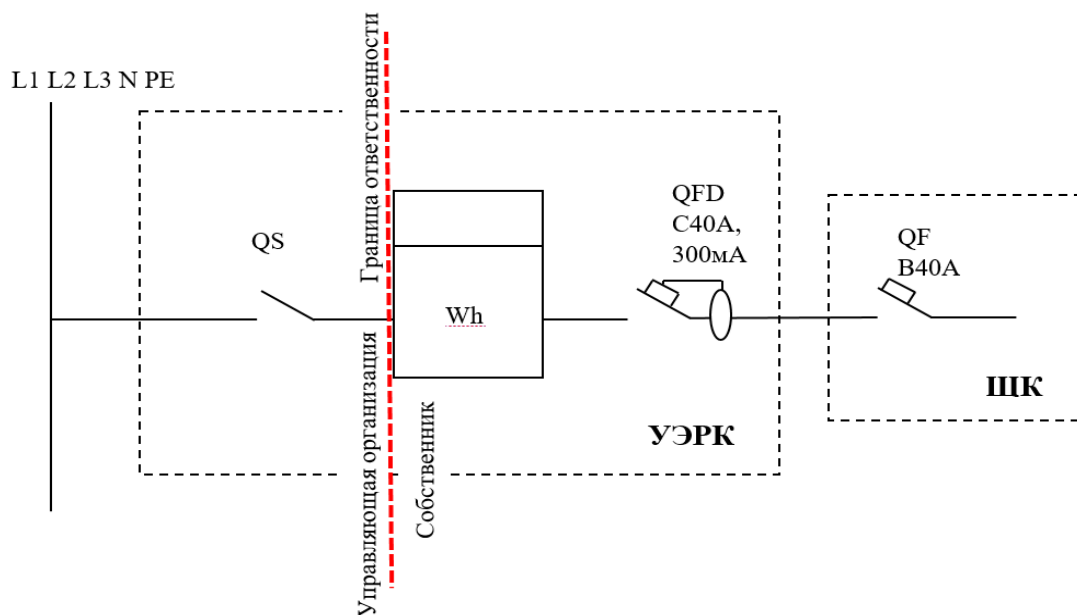 L1 L2 L3 N PE
Граница ответственности
Управляющая организация
Собственник
QS
Wh
QFD
C40A,
300мА
УЭРК
QF
B40A
ЩК